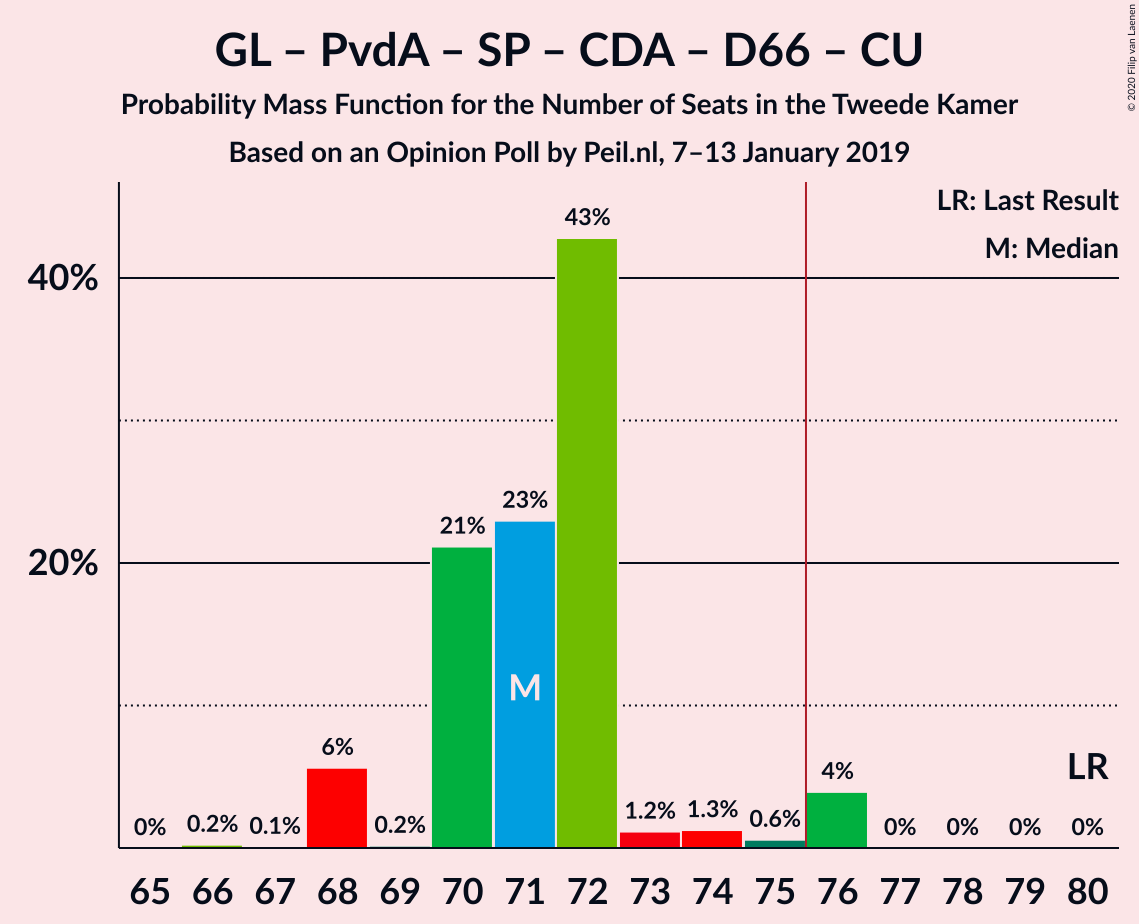 GL – PvdA – SP – CDA – D66 – CU
Probability Mass Function for the Number of Seats in the Tweede Kamer
Based on an Opinion Poll by Peil.nl, 7–13 January 2019
© 2020 Filip van Laenen
LR: Last Result
M: Median
40%
20%
0%
0.2%
0.1%
6%
0.2%
21%
23%
43%
1.2%
1.3%
0.6%
4%
0%
0%
0%
0%
M
LR
65 66 67 68 69 70 71 72 73 74 75 76 77 78 79 80